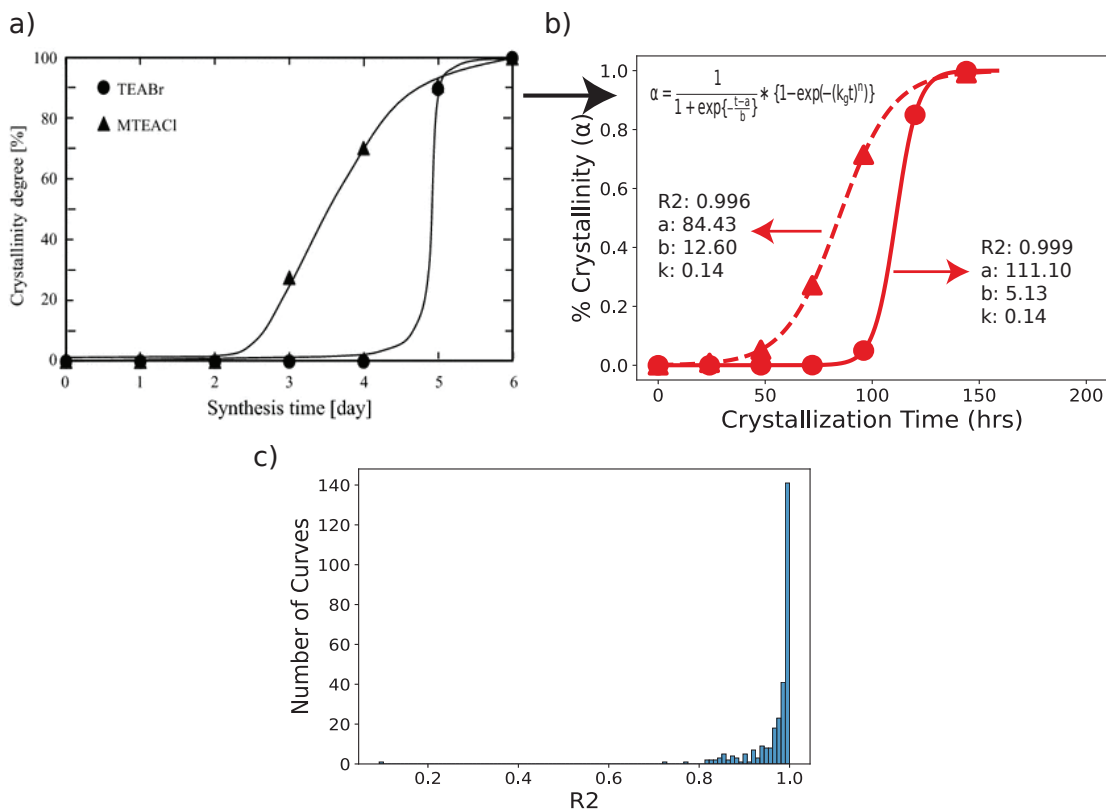 a)
100
80
60
40
20
0
Crystallinity degree [%]
TEABr
MTEACl
0 1 2 3 4 5 6
Synthesis time [day]
b)
1.0
0.8
0.6
0.4
0.2
0.0
% Crystallinity (α)
α = 1 / 1 + exp{-t-a/b} * {1-exp(-(kgt)^n)}
R2: 0.996
a: 84.43
b: 12.60
k: 0.14
R2: 0.999
a: 111.10
b: 5.13
k: 0.14
0 50 100 150 200
Crystallization Time (hrs)
c)
140
120
100
80
60
40
20
0
Number of Curves
0.2 0.4 0.6 0.8 1.0
R2